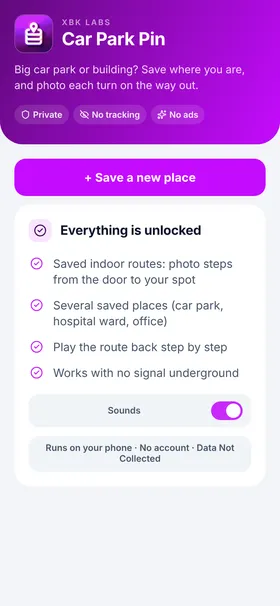 XBK LABS
Car Park Pin
Big car park or building? Save where you are,
and photo each turn on the way out.
Private
No tracking
No ads
+ Save a new place
Everything is unlocked
Saved indoor routes: photo steps
from the door to your spot
Several saved places (car park,
hospital ward, office)
Play the route back step by step
Works with no signal underground
Sounds
Runs on your phone · No account · Data Not
Collected